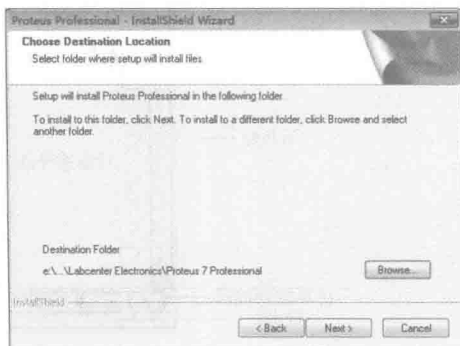 Proteus Professional - InstallShield Wizard
Choose Destination Location
Select folder where setup will install files.
Setup will install Proteus Professional in the following folder.
To install to this folder, click Next. To install to a different folder, click Browse and select
another folder.
Destination Folder
e:\...\Labcenter Electronics\Proteus 7 Professional
Browse...
InstallShield
< Back
Next >
Cancel